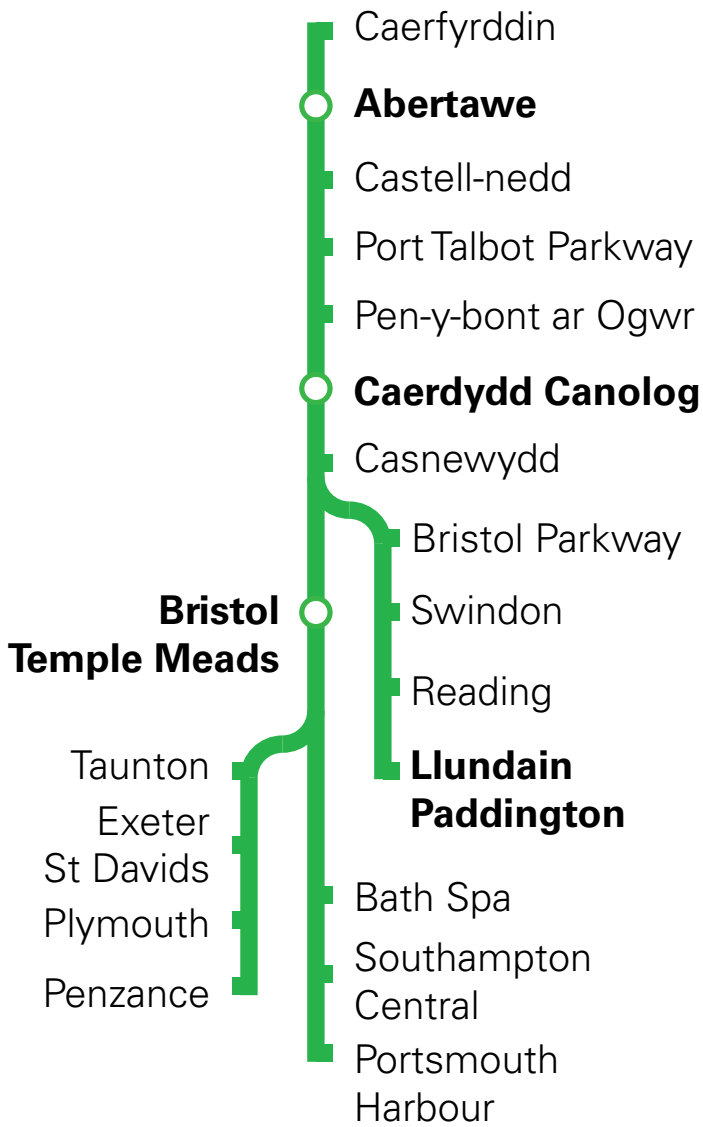 Caerfyrddin
Abertawe
Castell-nedd
Port Talbot Parkway
Pen-y-bont ar Ogwr
Caerdydd Canolog
Casnewydd
Bristol Parkway
Swindon
Reading
Llundain
Paddington
Bristol
Temple Meads
Taunton
Exeter
St Davids
Plymouth
Penzance
Bath Spa
Southampton
Central
Portsmouth
Harbour